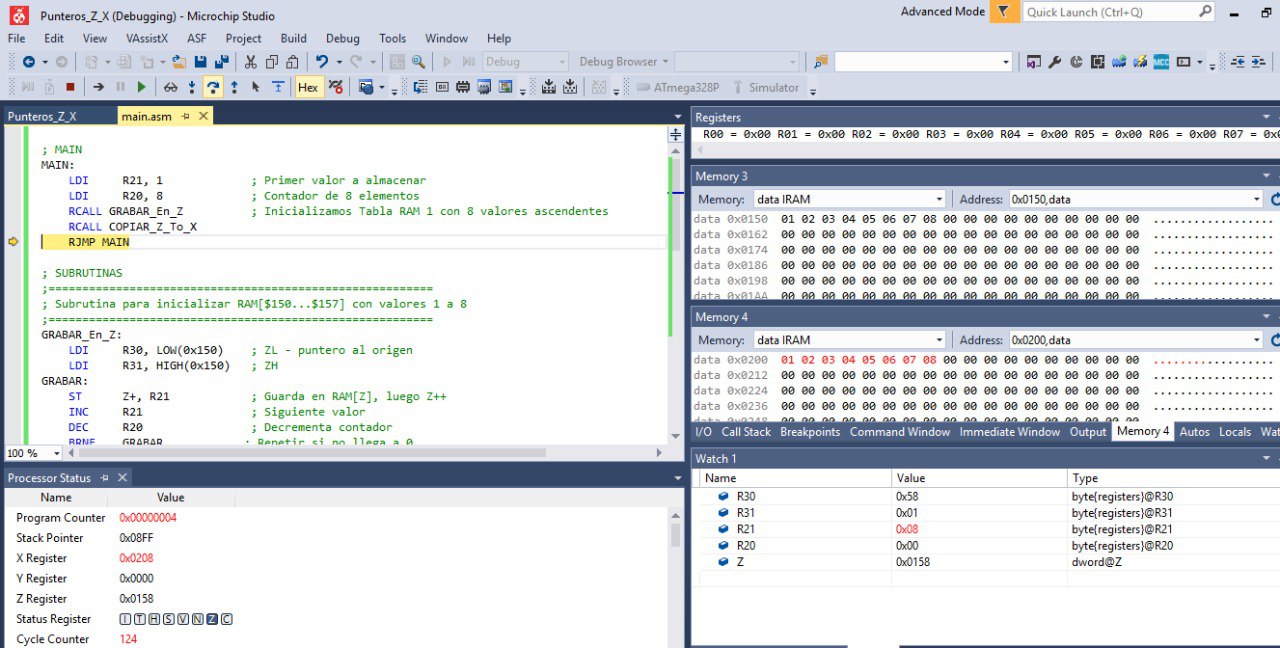 Punteros_Z_X (Debugging) - Microchip Studio
Advanced Mode
Quick Launch (Ctrl+Q)
File Edit View VAssistX ASF Project Build Debug Tools Window Help
Debug
Debug Browser
Hex
ATmega328P
Simulator
Punteros_Z_X
main.asm
; MAIN
MAIN:
LDI R21, 1 ; Primer valor a almacenar
LDI R20, 8 ; Contador de 8 elementos
RCALL GRABAR_En_Z ; Inicializamos Tabla RAM 1 con 8 valores ascendentes
RCALL COPIAR_Z_To_X
RJMP MAIN
; SUBRUTINAS
;=========================================================
; Subrutina para inicializar RAM[$150...$157] con valores 1 a 8
;=========================================================
GRABAR_En_Z:
LDI R30, LOW(0x150) ; ZL - puntero al origen
LDI R31, HIGH(0x150) ; ZH
GRABAR:
ST Z+, R21 ; Guarda en RAM[Z], luego Z++
INC R21 ; Siguiente valor
DEC R20 ; Decrementa contador
BRNE GRABAR ; Repetir si no llega a 0
100 %
Processor Status
Name Value
Program Counter 0x00000004
Stack Pointer 0x08FF
X Register 0x0208
Y Register 0x0000
Z Register 0x0158
Status Register I T H S V N Z C
Cycle Counter 124
Registers
R00 = 0x00 R01 = 0x00 R02 = 0x00 R03 = 0x00 R04 = 0x00 R05 = 0x00 R06 = 0x00 R07 = 0x0
Memory 3
Memory: data IRAM Address: 0x0150,data
data 0x0150 01 02 03 04 05 06 07 08 00 00 00 00 00 00 00 00 00 00 ..................
data 0x0162 00 00 00 00 00 00 00 00 00 00 00 00 00 00 00 00 00 00 ..................
data 0x0174 00 00 00 00 00 00 00 00 00 00 00 00 00 00 00 00 00 00 ..................
data 0x0186 00 00 00 00 00 00 00 00 00 00 00 00 00 00 00 00 00 00 ..................
data 0x0198 00 00 00 00 00 00 00 00 00 00 00 00 00 00 00 00 00 00 ..................
data 0x01AA 00 00 00 00 00 00 00 00 00 00 00 00 00 00 00 00 00 00 ..................
Memory 4
Memory: data IRAM Address: 0x0200,data
data 0x0200 01 02 03 04 05 06 07 08 00 00 00 00 00 00 00 00 00 00 ..................
data 0x0212 00 00 00 00 00 00 00 00 00 00 00 00 00 00 00 00 00 00 ..................
data 0x0224 00 00 00 00 00 00 00 00 00 00 00 00 00 00 00 00 00 00 ..................
data 0x0236 00 00 00 00 00 00 00 00 00 00 00 00 00 00 00 00 00 00 ..................
I/O Call Stack Breakpoints Command Window Immediate Window Output Memory 4 Autos Locals Wat
Watch 1
Name Value Type
R30 0x58 byte{registers}@R30
R31 0x01 byte{registers}@R31
R21 0x08 byte{registers}@R21
R20 0x00 byte{registers}@R20
Z 0x0158 dword@Z